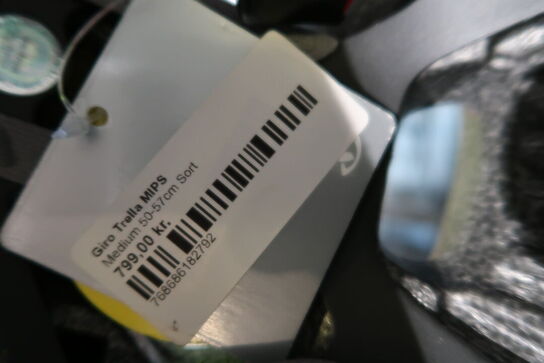 Giro Trella MIPS
Medium 50-57cm Sort
799.00 kr.
768686182792